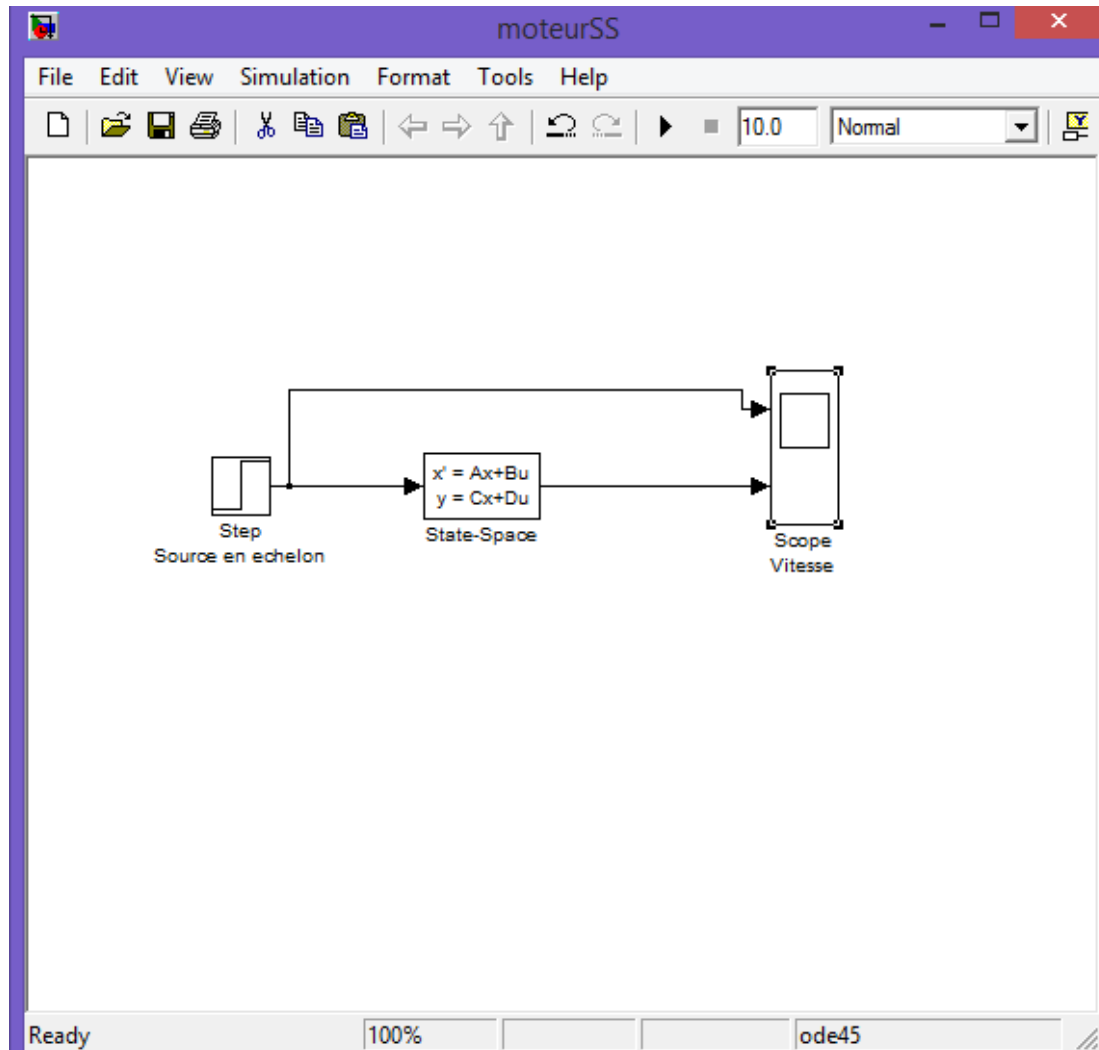 moteurSS
File Edit View Simulation Format Tools Help
10.0 Normal
x' = Ax+Bu
y = Cx+Du
Step
Source en echelon
State-Space
Scope
Vitesse
Ready 100% ode45